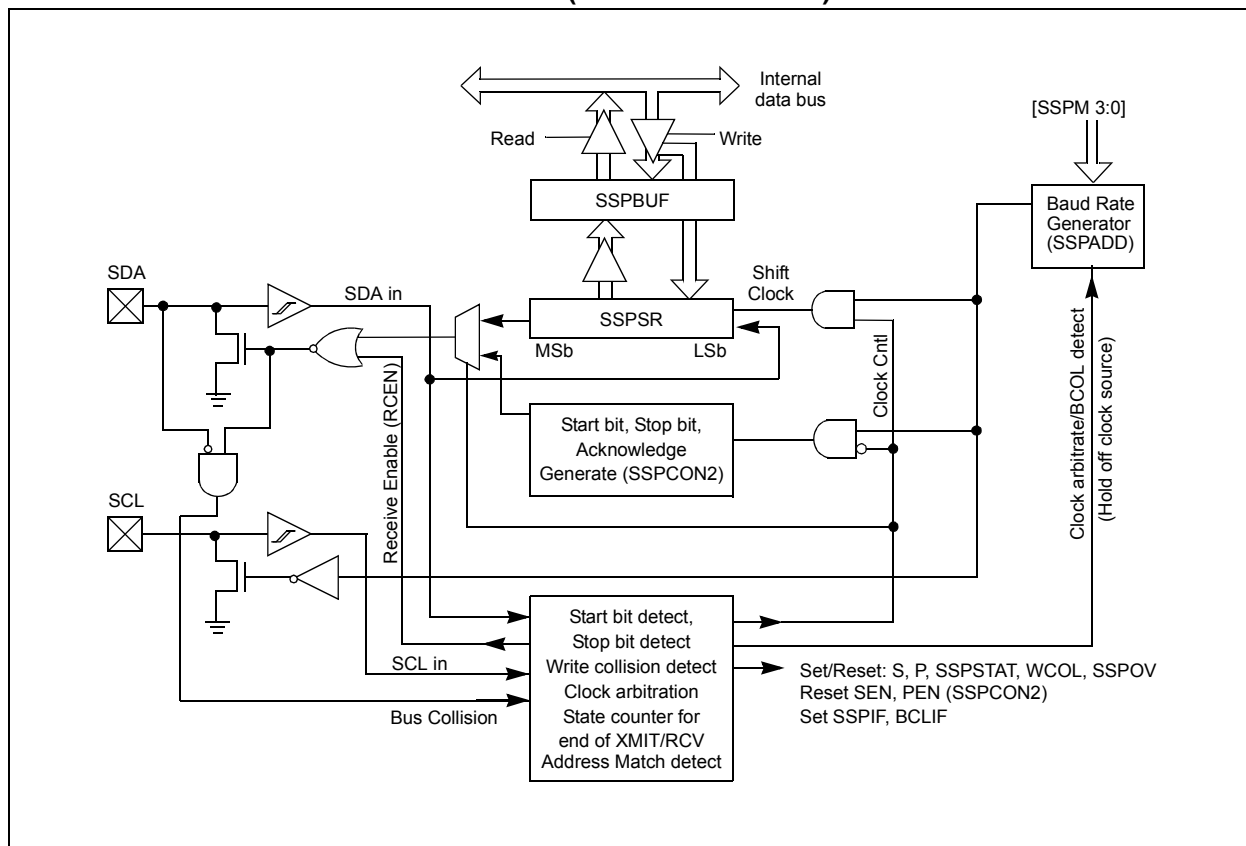 Internal
data bus
[SSPM 3:0]
Read
Write
SSPBUF
Baud Rate
Generator
(SSPADD)
SDA
SDA in
Shift
Clock
SSPSR
MSb
LSb
Receive Enable (RCEN)
Start bit, Stop bit,
Acknowledge
Generate (SSPCON2)
Clock Cntl
Clock arbitrate/BCOL detect
(Hold off clock source)
SCL
SCL in
Bus Collision
Start bit detect,
Stop bit detect
Write collision detect
Clock arbitration
State counter for
end of XMIT/RCV
Address Match detect
Set/Reset: S, P, SSPSTAT, WCOL, SSPOV
Reset SEN, PEN (SSPCON2)
Set SSPIF, BCLIF